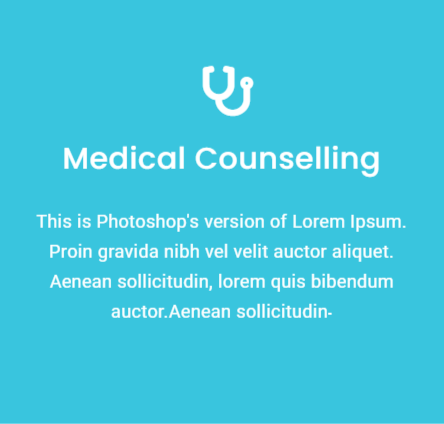 Medical Counselling
This is Photoshop's version of Lorem Ipsum.
Proin gravida nibh vel velit auctor aliquet.
Aenean sollicitudin, lorem quis bibendum
auctor.Aenean sollicitudin-